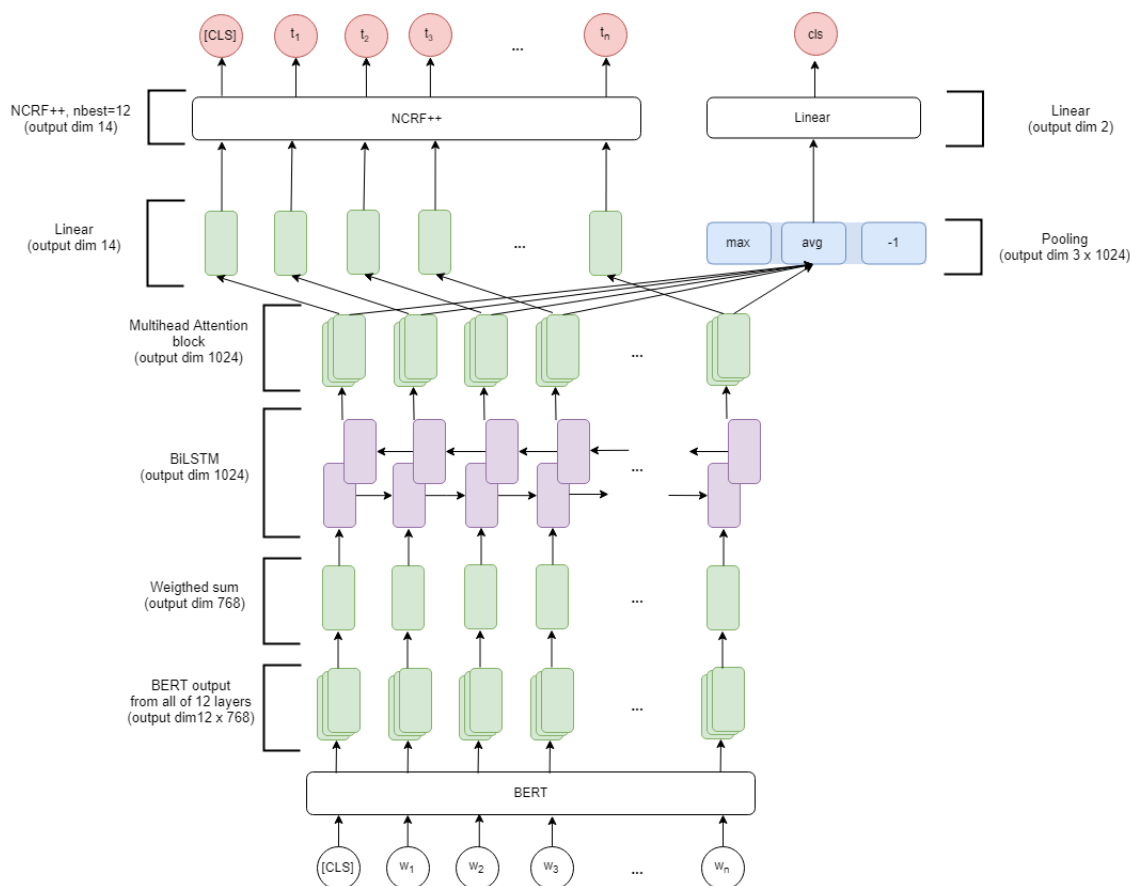 [CLS] t1 t2 t3 ... tn cls
NCRF++, nbest=12
(output dim 14)
NCRF++
Linear
Linear
(output dim 2)
Linear
(output dim 14)
...
max avg -1
Pooling
(output dim 3 x 1024)
Multihead Attention
block
(output dim 1024)
...
BiLSTM
(output dim 1024)
...
Weigthed sum
(output dim 768)
...
BERT output
from all of 12 layers
(output dim12 x 768)
...
BERT
[CLS] w1 w2 w3 ... wn